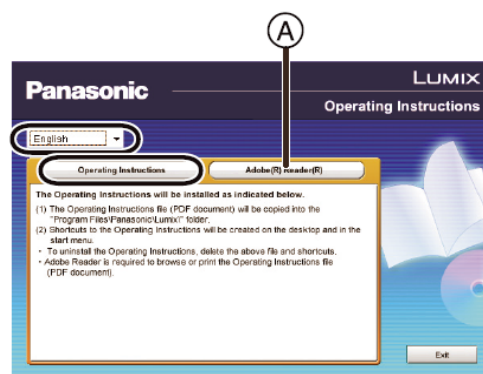 A
Panasonic
LUMIX
Operating Instructions
English
Operating Instructions
Adobe(R) Reader(R)
The Operating Instructions will be installed as indicated below.
(1) The Operating Instructions file (PDF document) will be copied into the
"Program Files\Panasonic\Lumix\" folder.
(2) Shortcuts to the Operating Instructions will be created on the desktop and in the
start menu.
・ To uninstall the Operating Instructions, delete the above file and shortcuts.
・ Adobe Reader is required to browse or print the Operating Instructions file
(PDF document).
Exit